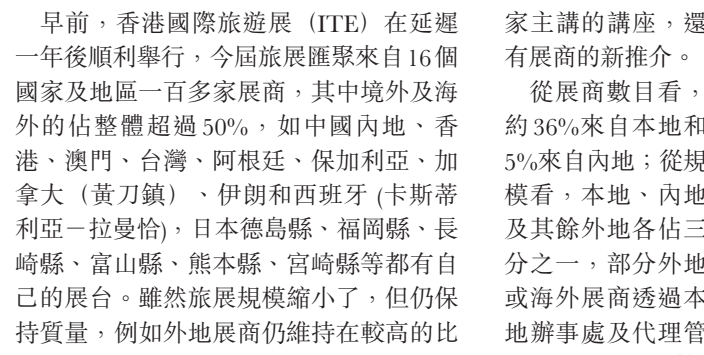 早前，香港國際旅遊展（ITE）在延遲
一年後順利舉行，今屆旅展匯聚來自16個
國家及地區一百多家展商，其中境外及海
外的佔整體超過50%，如中國內地、香
港、澳門、台灣、阿根廷、保加利亞、加
拿大（黃刀鎮）、伊朗和西班牙 (卡斯蒂
利亞－拉曼恰)，日本德島縣、福岡縣、長
崎縣、富山縣、熊本縣、宮崎縣等都有自
己的展台。雖然旅展規模縮小了，但仍保
持質量，例如外地展商仍維持在較高的比
家主講的講座，還
有展商的新推介。
從展商數目看，
約36%來自本地和
5%來自內地；從規
模看，本地、內地
及其餘外地各佔三
分之一，部分外地
或海外展商透過本
地辦事處及代理管